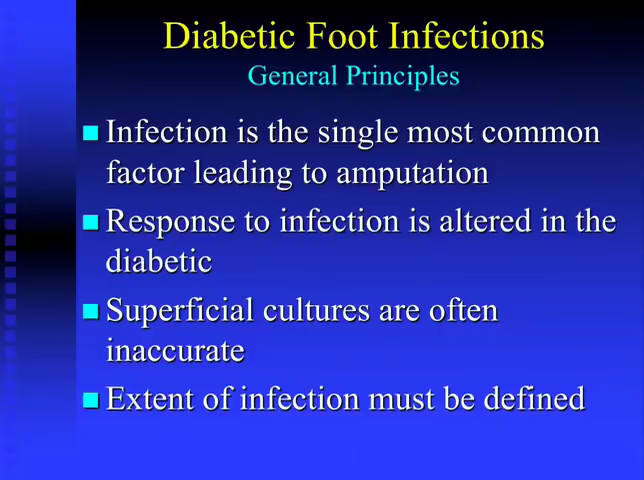 Diabetic Foot Infections
General Principles
Infection is the single most common
factor leading to amputation
Response to infection is altered in the
diabetic
Superficial cultures are often
inaccurate
Extent of infection must be defined